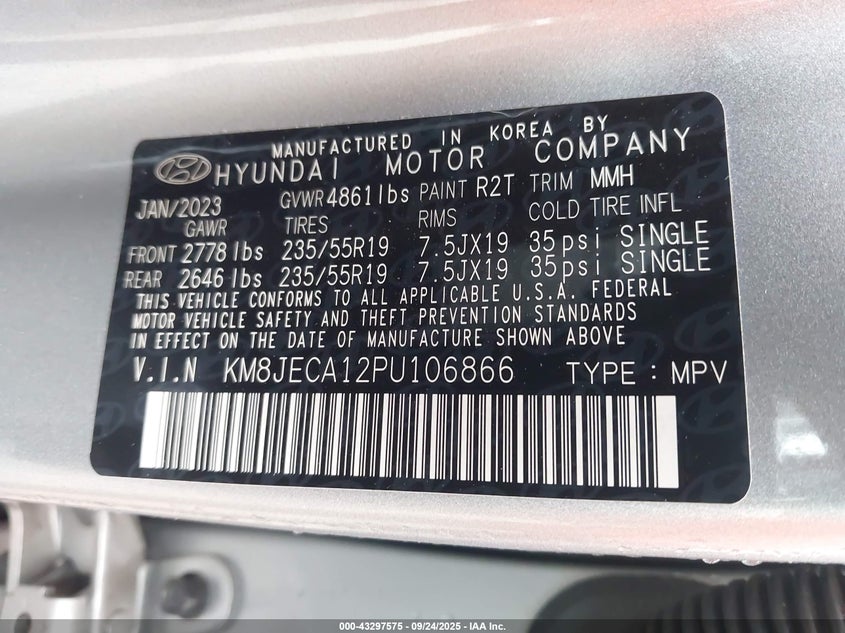 MANUFACTURED IN KOREA BY
HYUNDAI MOTOR COMPANY
JAN/2023 GVWR 4861 lbs PAINT R2T TRIM MMH
GAWR TIRES RIMS COLD TIRE INFL
FRONT 2778 lbs 235/55R19 7.5JX19 35psi SINGLE
REAR 2646 lbs 235/55R19 7.5JX19 35psi SINGLE
THIS VEHICLE CONFORMS TO ALL APPLICABLE U.S.A. FEDERAL
MOTOR VEHICLE SAFETY AND THEFT PREVENTION STANDARDS
IN EFFECT ON THE DATE OF MANUFACTURE SHOWN ABOVE
V.I.N KM8JECA12PU106866 TYPE : MPV
000-43297575 - 09/24/2025 - IAA Inc.